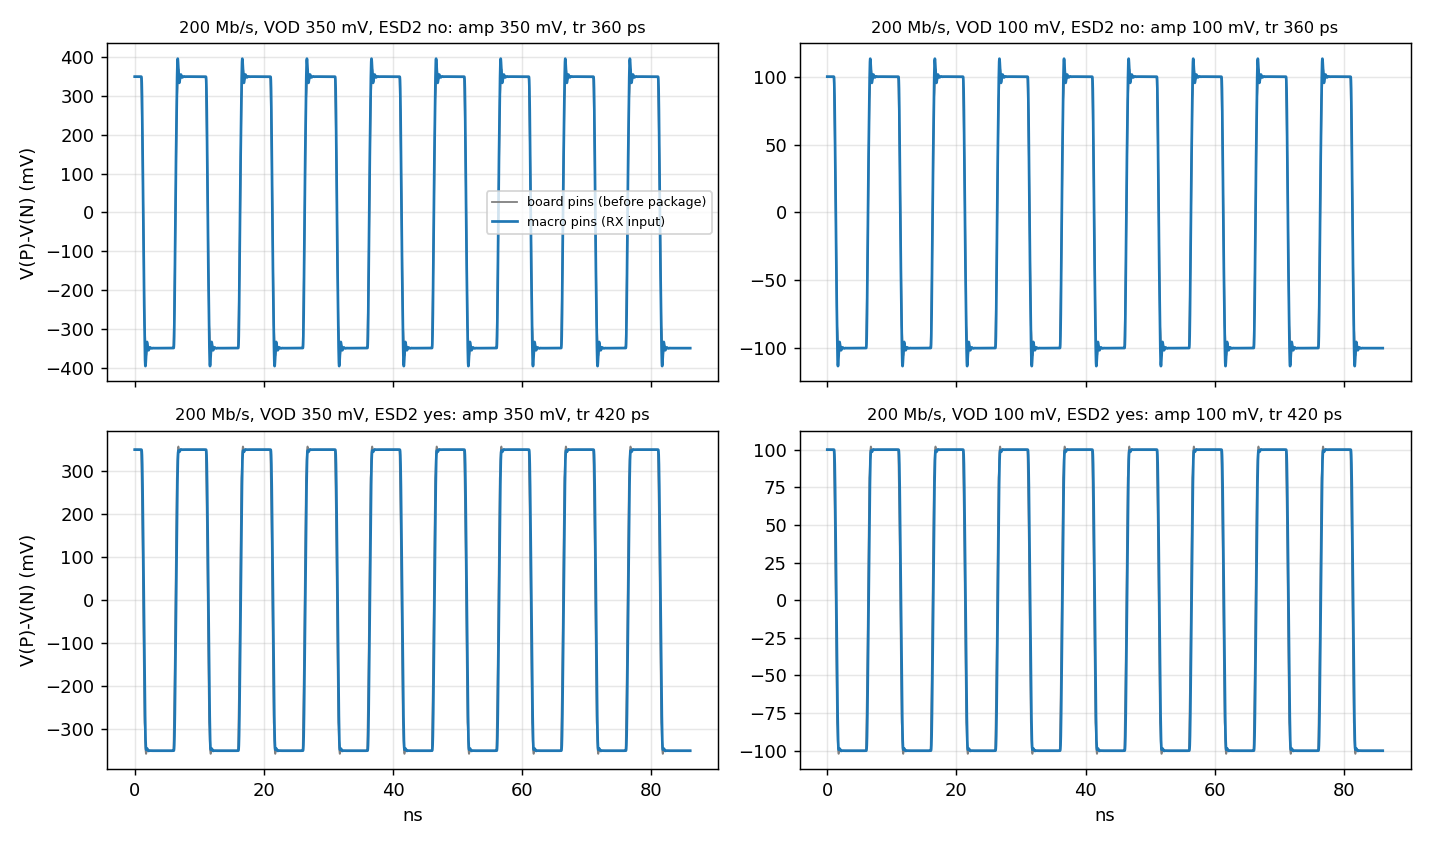 200 Mb/s, VOD 350 mV, ESD2 no: amp 350 mV, tr 360 ps
400
300
200
100
0
−100
−200
−300
−400
V(P)-V(N) (mV)
board pins (before package)
macro pins (RX input)
200 Mb/s, VOD 100 mV, ESD2 no: amp 100 mV, tr 360 ps
100
50
0
−50
−100
200 Mb/s, VOD 350 mV, ESD2 yes: amp 350 mV, tr 420 ps
300
200
100
0
−100
−200
−300
V(P)-V(N) (mV)
0 20 40 60 80
ns
200 Mb/s, VOD 100 mV, ESD2 yes: amp 100 mV, tr 420 ps
100
75
50
25
0
−25
−50
−75
−100
0 20 40 60 80
ns